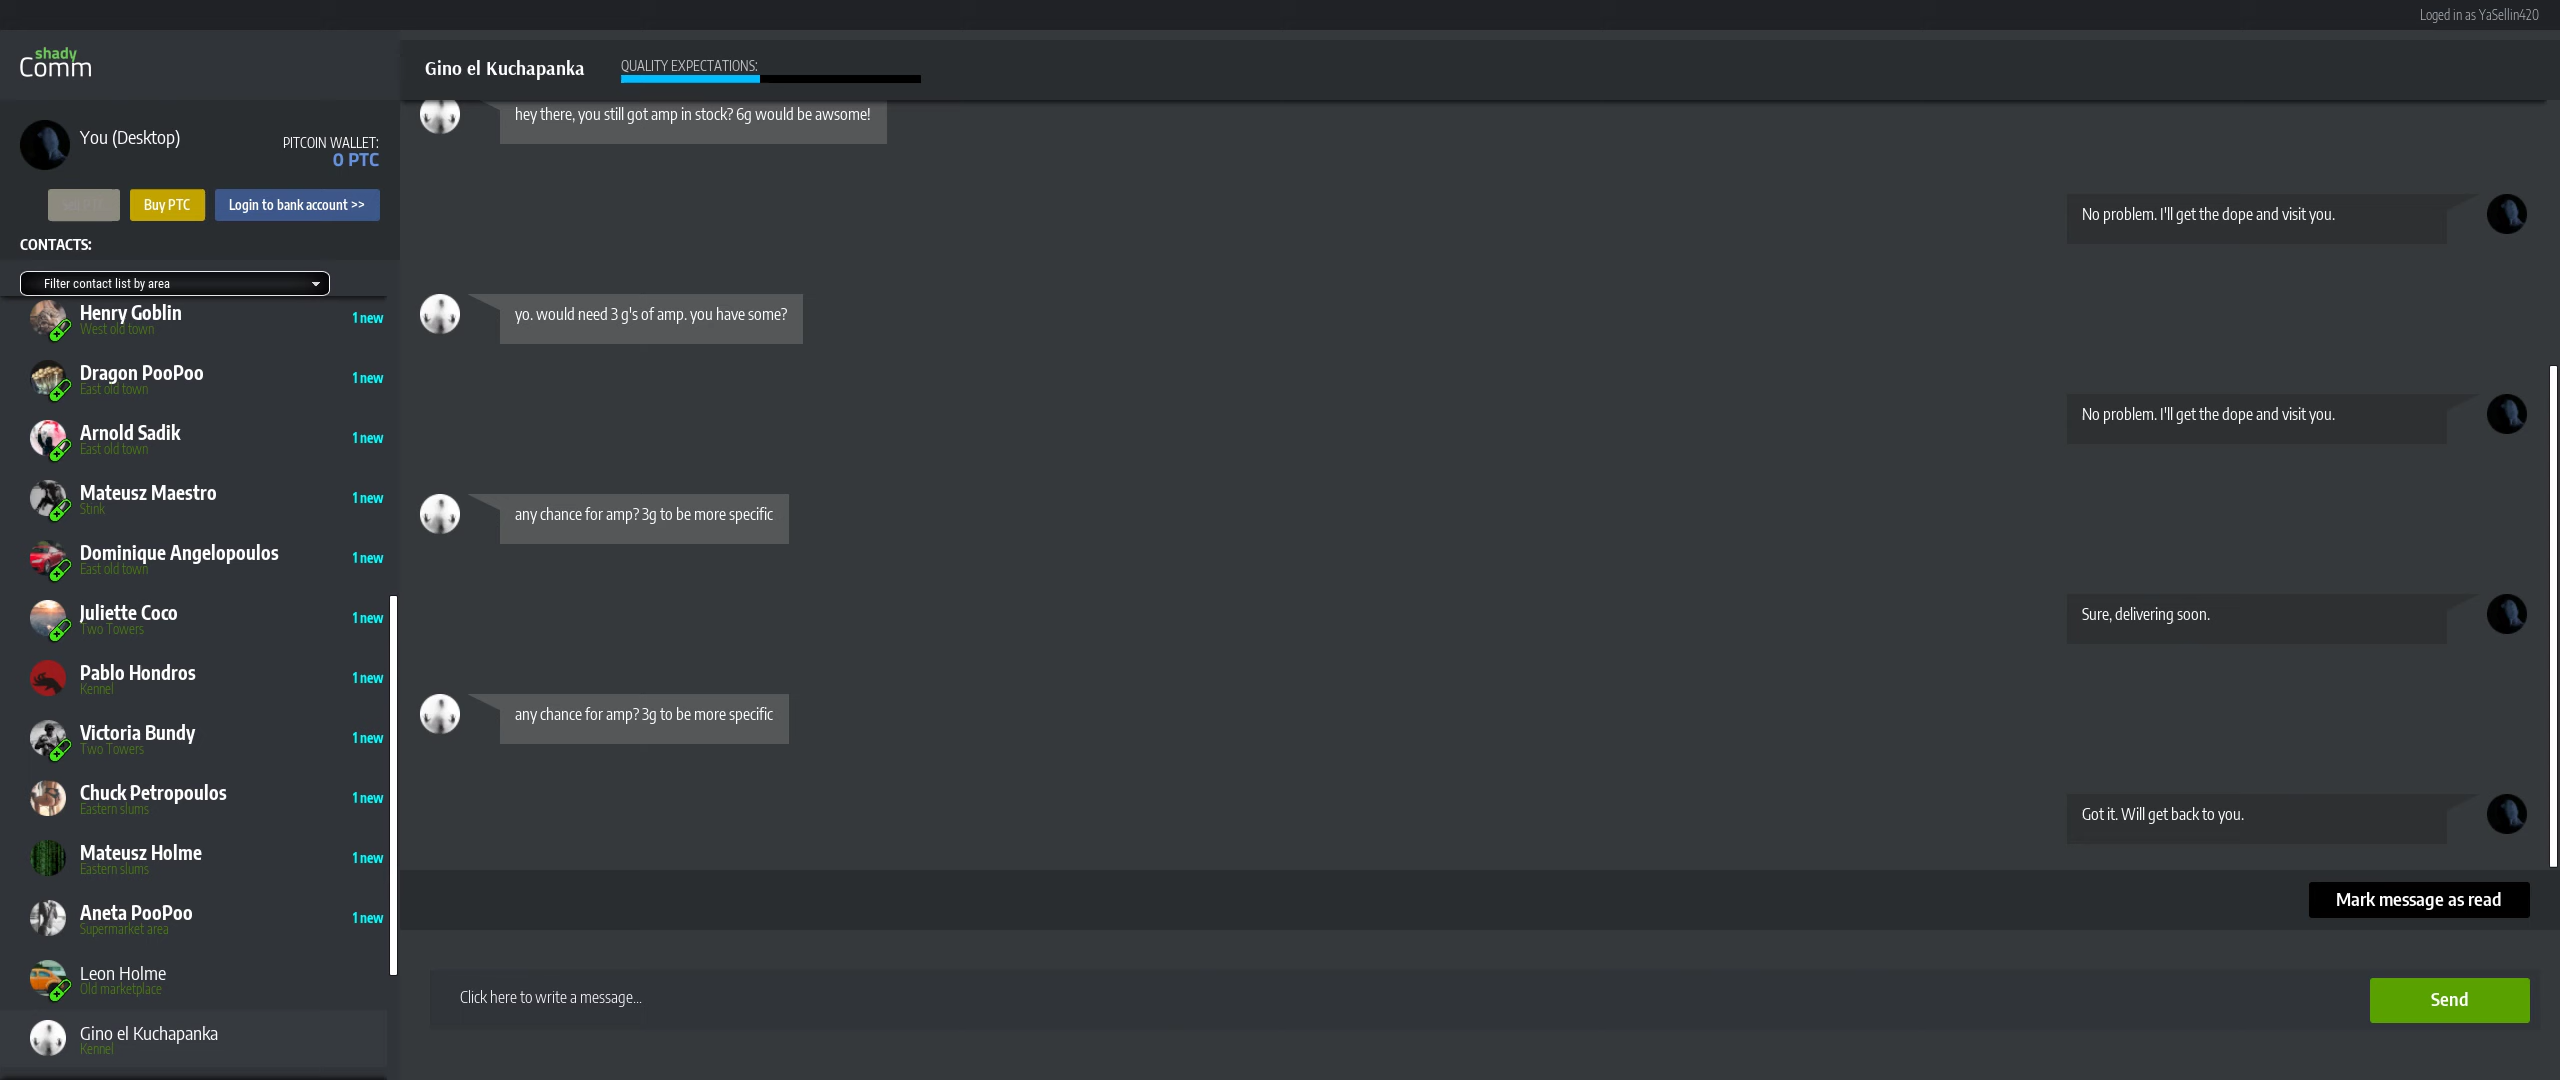 Loged in as YaSellin420
shady
Comm
You (Desktop)
PITCOIN WALLET:
0 PTC
Buy PTC
Login to bank account >>
CONTACTS:
Filter contact list by area
Henry Goblin
1 new
West old town
Dragon PooPoo
1 new
East old town
Arnold Sadik
1 new
East old town
Mateusz Maestro
1 new
Stink
Dominique Angelopoulos
1 new
East old town
Juliette Coco
1 new
Two Towers
Pablo Hondros
1 new
Kennel
Victoria Bundy
1 new
Two Towers
Chuck Petropoulos
1 new
Eastern slums
Mateusz Holme
1 new
Eastern slums
Aneta PooPoo
1 new
Supermarket area
Leon Holme
Old marketplace
Gino el Kuchapanka
Kennel
Gino el Kuchapanka
QUALITY EXPECTATIONS:
hey there, you still got amp in stock? 6g would be awsome!
No problem. I'll get the dope and visit you.
yo. would need 3 g's of amp. you have some?
No problem. I'll get the dope and visit you.
any chance for amp? 3g to be more specific
Sure, delivering soon.
any chance for amp? 3g to be more specific
Got it. Will get back to you.
Mark message as read
Click here to write a message...
Send